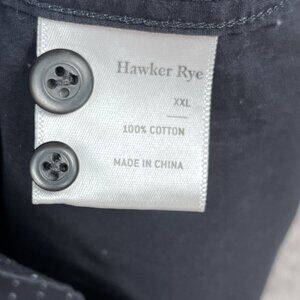 Hawker Rye
XXL
100% COTTON
MADE IN CHINA